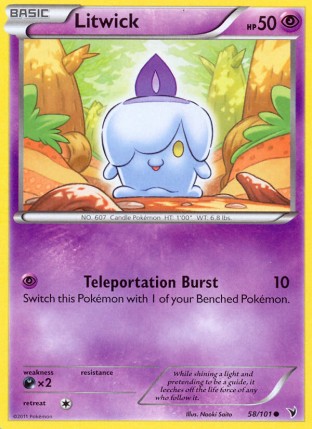 BASIC
Litwick
HP 50
NO. 607 Candle Pokémon HT. 1'00" WT. 6.8 lbs.
Teleportation Burst 10
Switch this Pokémon with 1 of your Benched Pokémon.
weakness
×2
resistance
retreat
While shining a light and
pretending to be a guide, it
leeches off the life force of any
who follow it.
©2011 Pokémon
Illus. Naoki Saito
58/101